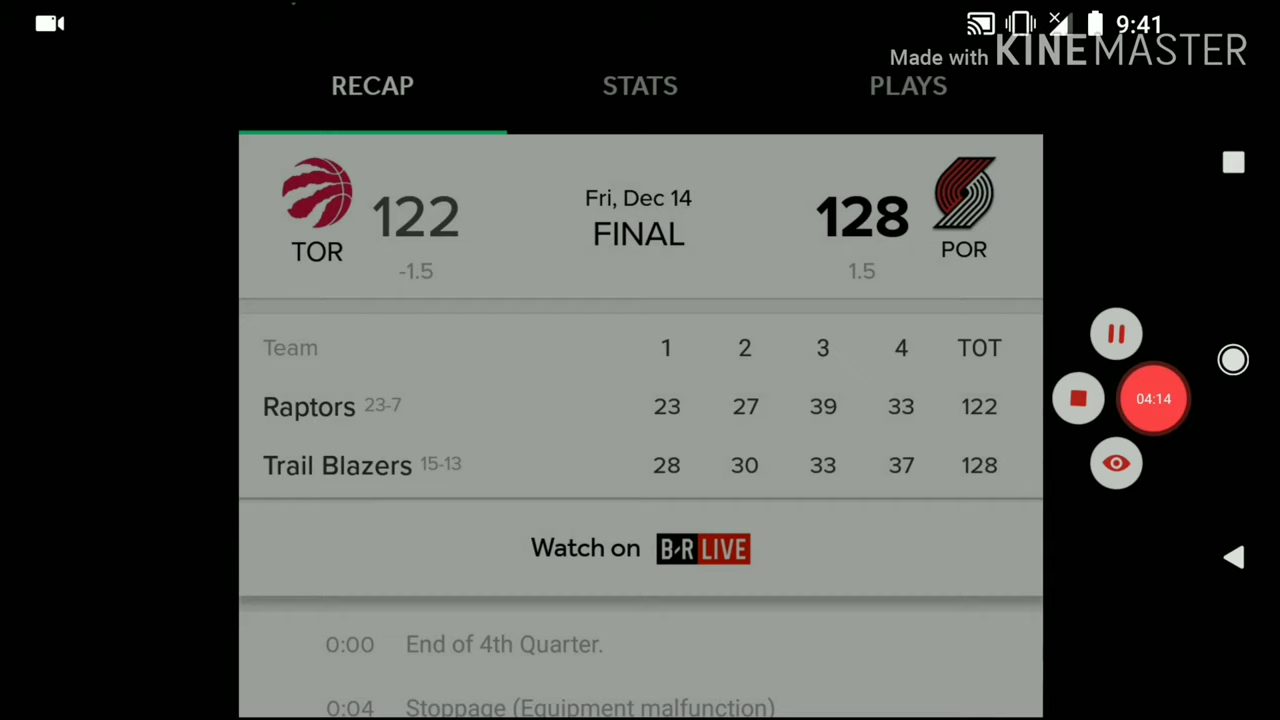 9:41
Made with KINEMASTER
RECAP STATS PLAYS
122 Fri, Dec 14 128
TOR FINAL POR
-1.5 1.5
Team 1 2 3 4 TOT
Raptors 23-7 23 27 39 33 122
Trail Blazers 15-13 28 30 33 37 128
Watch on B/R LIVE
0:00 End of 4th Quarter.
0:04 Stoppage (Equipment malfunction)
04:14